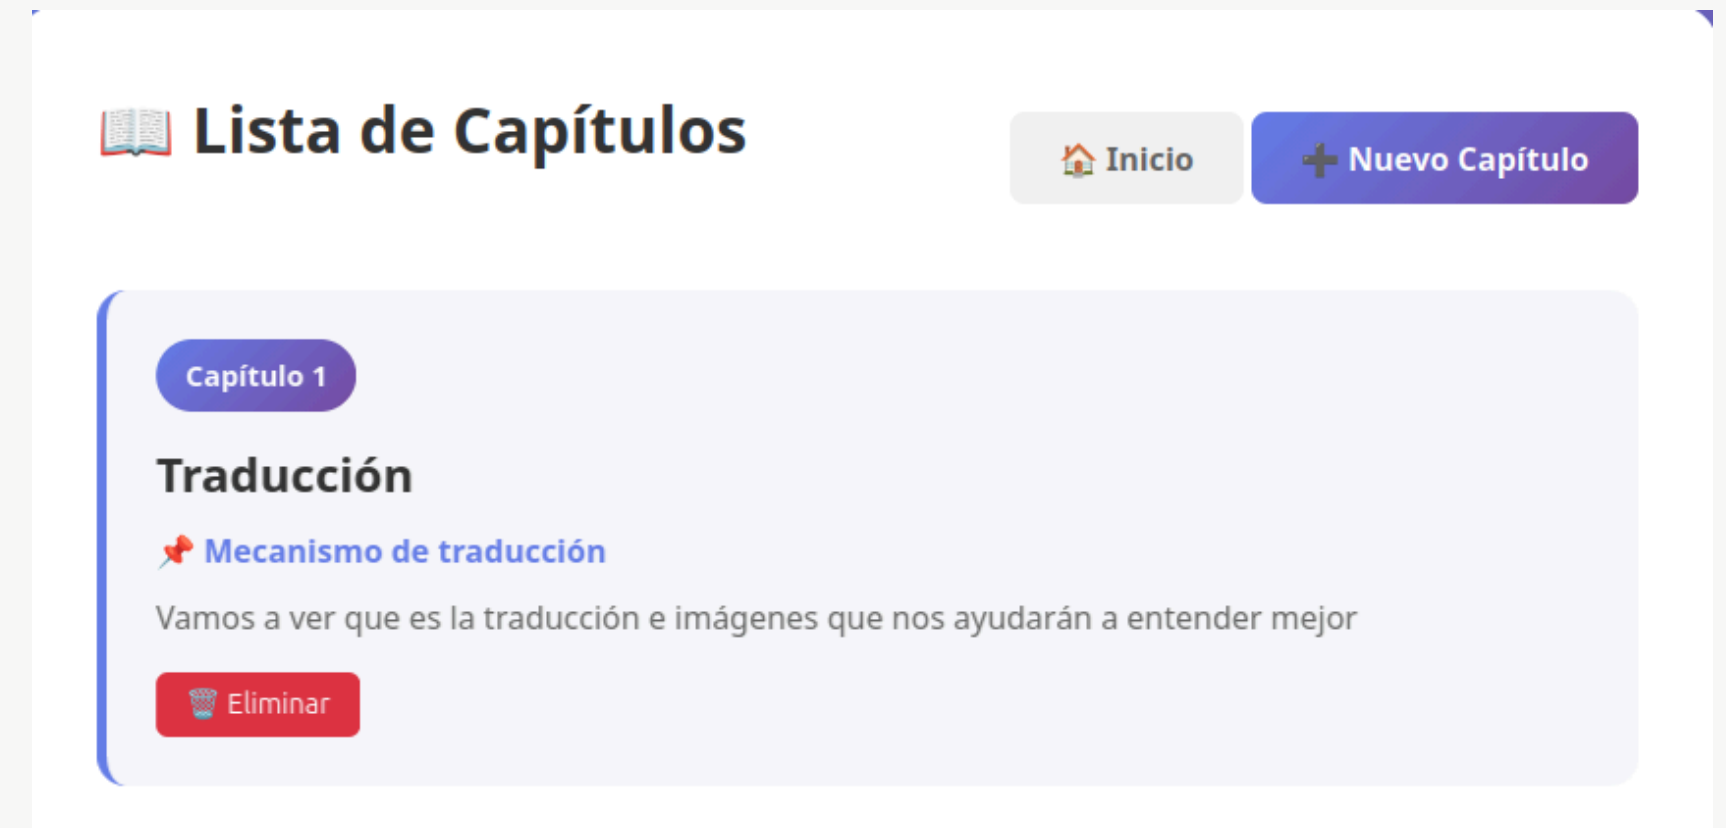 📖 Lista de Capítulos
🏠 Inicio
➕ Nuevo Capítulo
Capítulo 1
Traducción
📌 Mecanismo de traducción
Vamos a ver que es la traducción e imágenes que nos ayudarán a entender mejor
🗑️ Eliminar